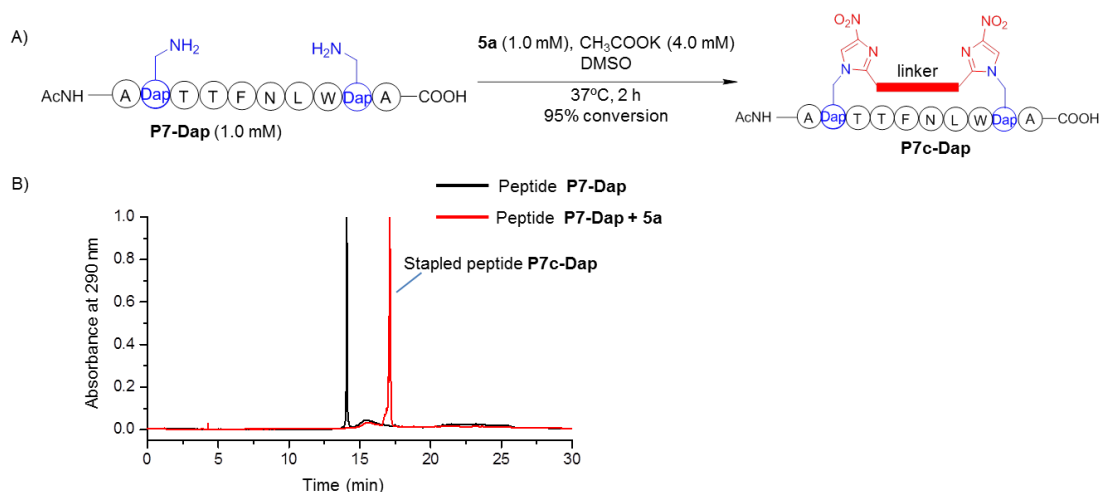 A)
NH₂
H₂N
AcNH A Dap T T F N L W Dap A COOH
P7-Dap (1.0 mM)
5a (1.0 mM), CH₃COOK (4.0 mM)
DMSO
37ºC, 2 h
95% conversion
O₂N NO₂
N N
linker
N N
AcNH A Dap T T F N L W Dap A COOH
P7c-Dap
B)
Peptide P7-Dap
Peptide P7-Dap + 5a
Stapled peptide P7c-Dap
Absorbance at 290 nm
1.0
0.8
0.6
0.4
0.2
0.0
0 5 10 15 20 25 30
Time (min)